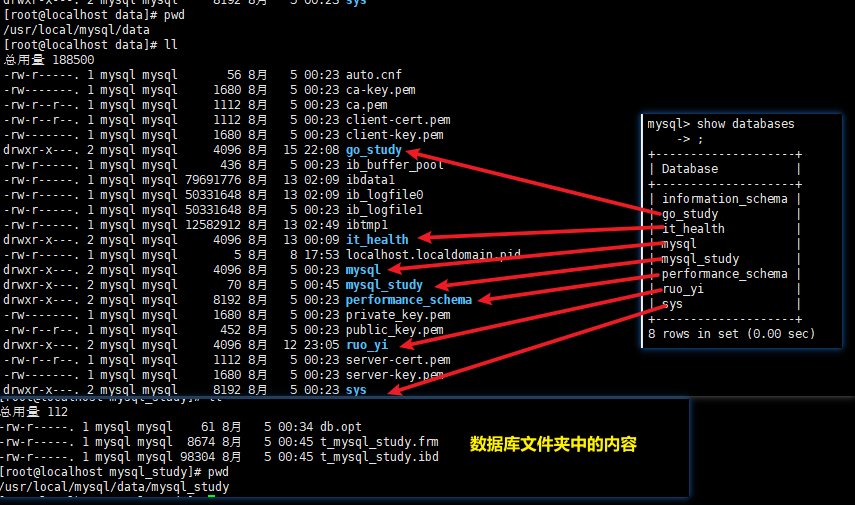 drwxr-x---. 2 mysql mysql     8192 8月   5 00:23 sys
[root@localhost data]# pwd
/usr/local/mysql/data
[root@localhost data]# ll
总用量 188500
-rw-r-----. 1 mysql mysql       56 8月   5 00:23 auto.cnf
-rw-------. 1 mysql mysql     1680 8月   5 00:23 ca-key.pem
-rw-r--r--. 1 mysql mysql     1112 8月   5 00:23 ca.pem
-rw-r--r--. 1 mysql mysql     1112 8月   5 00:23 client-cert.pem
-rw-------. 1 mysql mysql     1680 8月   5 00:23 client-key.pem
drwxr-x---. 2 mysql mysql     4096 8月  15 22:08 go_study
-rw-r-----. 1 mysql mysql      436 8月   5 00:23 ib_buffer_pool
-rw-r-----. 1 mysql mysql 79691776 8月  13 02:09 ibdata1
-rw-r-----. 1 mysql mysql 50331648 8月  13 02:09 ib_logfile0
-rw-r-----. 1 mysql mysql 50331648 8月   5 00:23 ib_logfile1
-rw-r-----. 1 mysql mysql 12582912 8月  13 02:49 ibtmp1
drwxr-x---. 2 mysql mysql     4096 8月  13 00:09 it_health
-rw-r-----. 1 mysql mysql        5 8月   8 17:53 localhost.localdomain.pid
drwxr-x---. 2 mysql mysql     4096 8月   5 00:23 mysql
drwxr-x---. 2 mysql mysql       70 8月   5 00:45 mysql_study
drwxr-x---. 2 mysql mysql     8192 8月   5 00:23 performance_schema
-rw-------. 1 mysql mysql     1680 8月   5 00:23 private_key.pem
-rw-r--r--. 1 mysql mysql      452 8月   5 00:23 public_key.pem
drwxr-x---. 2 mysql mysql     4096 8月  12 23:05 ruo_yi
-rw-r--r--. 1 mysql mysql     1112 8月   5 00:23 server-cert.pem
-rw-------. 1 mysql mysql     1680 8月   5 00:23 server-key.pem
drwxr-x---. 2 mysql mysql     8192 8月   5 00:23 sys
mysql> show databases
    -> ;
+--------------------+
| Database           |
+--------------------+
| information_schema |
| go_study           |
| it_health          |
| mysql              |
| mysql_study        |
| performance_schema |
| ruo_yi             |
| sys                |
+--------------------+
8 rows in set (0.00 sec)
[root@localhost mysql_study]# ll
总用量 112
-rw-r-----. 1 mysql mysql    61 8月   5 00:34 db.opt
-rw-r-----. 1 mysql mysql  8674 8月   5 00:45 t_mysql_study.frm
-rw-r-----. 1 mysql mysql 98304 8月   5 00:45 t_mysql_study.ibd
数据库文件夹中的内容
[root@localhost mysql_study]# pwd
/usr/local/mysql/data/mysql_study